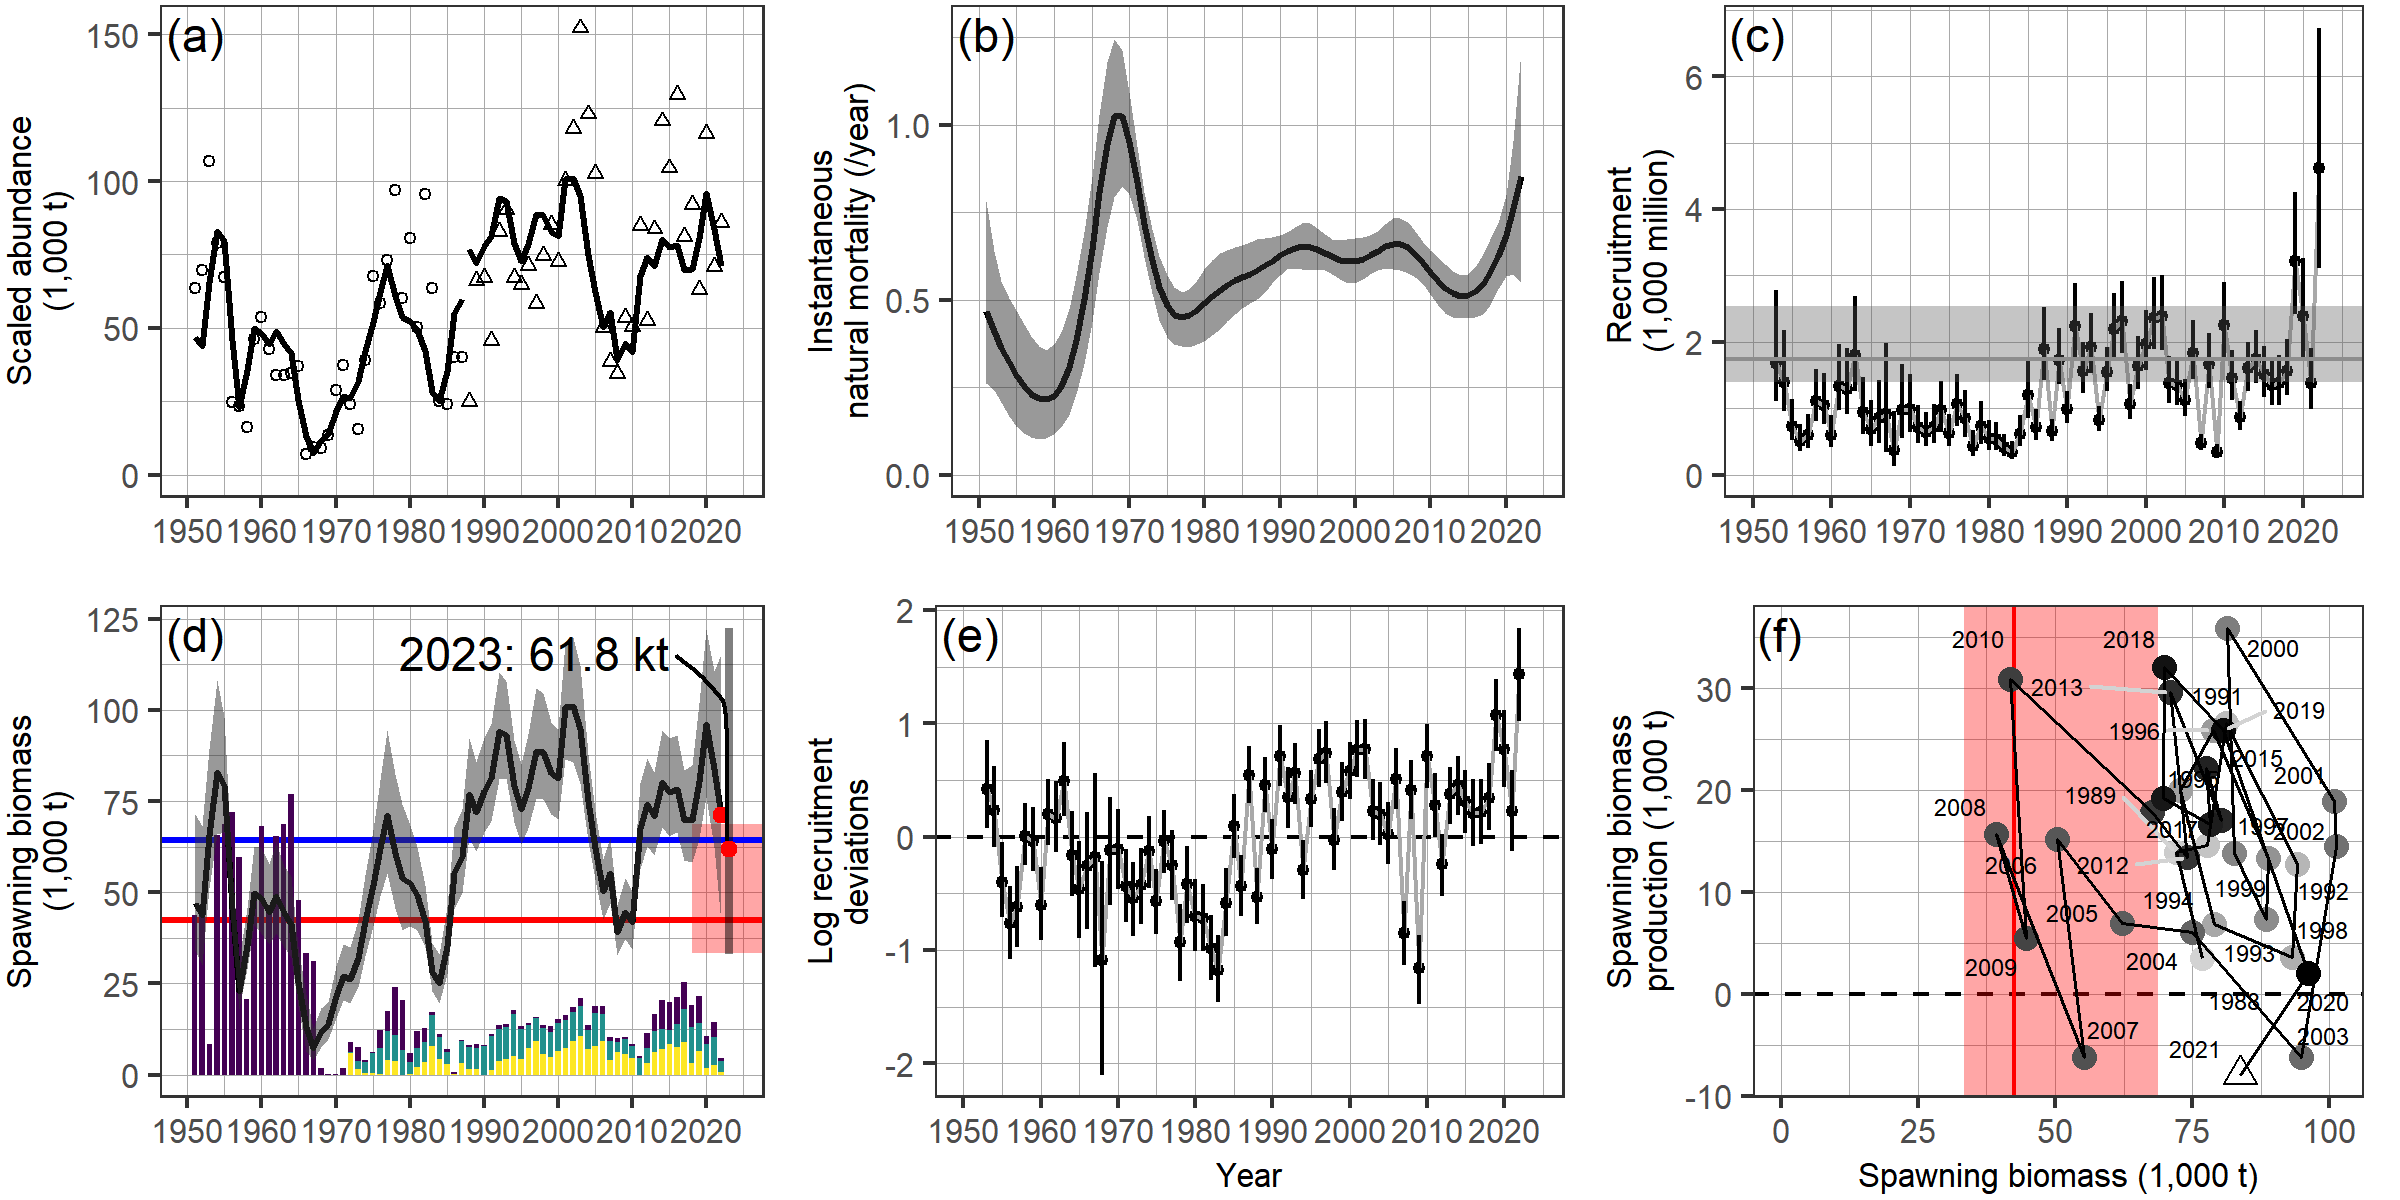 (a)
Scaled abundance
(1,000 t)
150
100
50
0
1950 1960 1970 1980 1990 2000 2010 2020
(b)
Instantaneous
natural mortality (/year)
1.0
0.5
0.0
1950 1960 1970 1980 1990 2000 2010 2020
(c)
Recruitment
(1,000 million)
6
4
2
0
1950 1960 1970 1980 1990 2000 2010 2020
(d)
2023: 61.8 kt
Spawning biomass
(1,000 t)
125
100
75
50
25
0
1950 1960 1970 1980 1990 2000 2010 2020
(e)
Log recruitment
deviations
2
1
0
-1
-2
1950 1960 1970 1980 1990 2000 2010 2020
Year
(f)
Spawning biomass
production (1,000 t)
30
20
10
0
-10
2010
2018
2000
2013
1991
2019
1996
2015
2001
1989
2008
2017
1997
2002
2006
2012
1999
1992
1994
2005
1998
1993
2004
2009
1988
2020
2007
2003
2021
0 25 50 75 100
Spawning biomass (1,000 t)